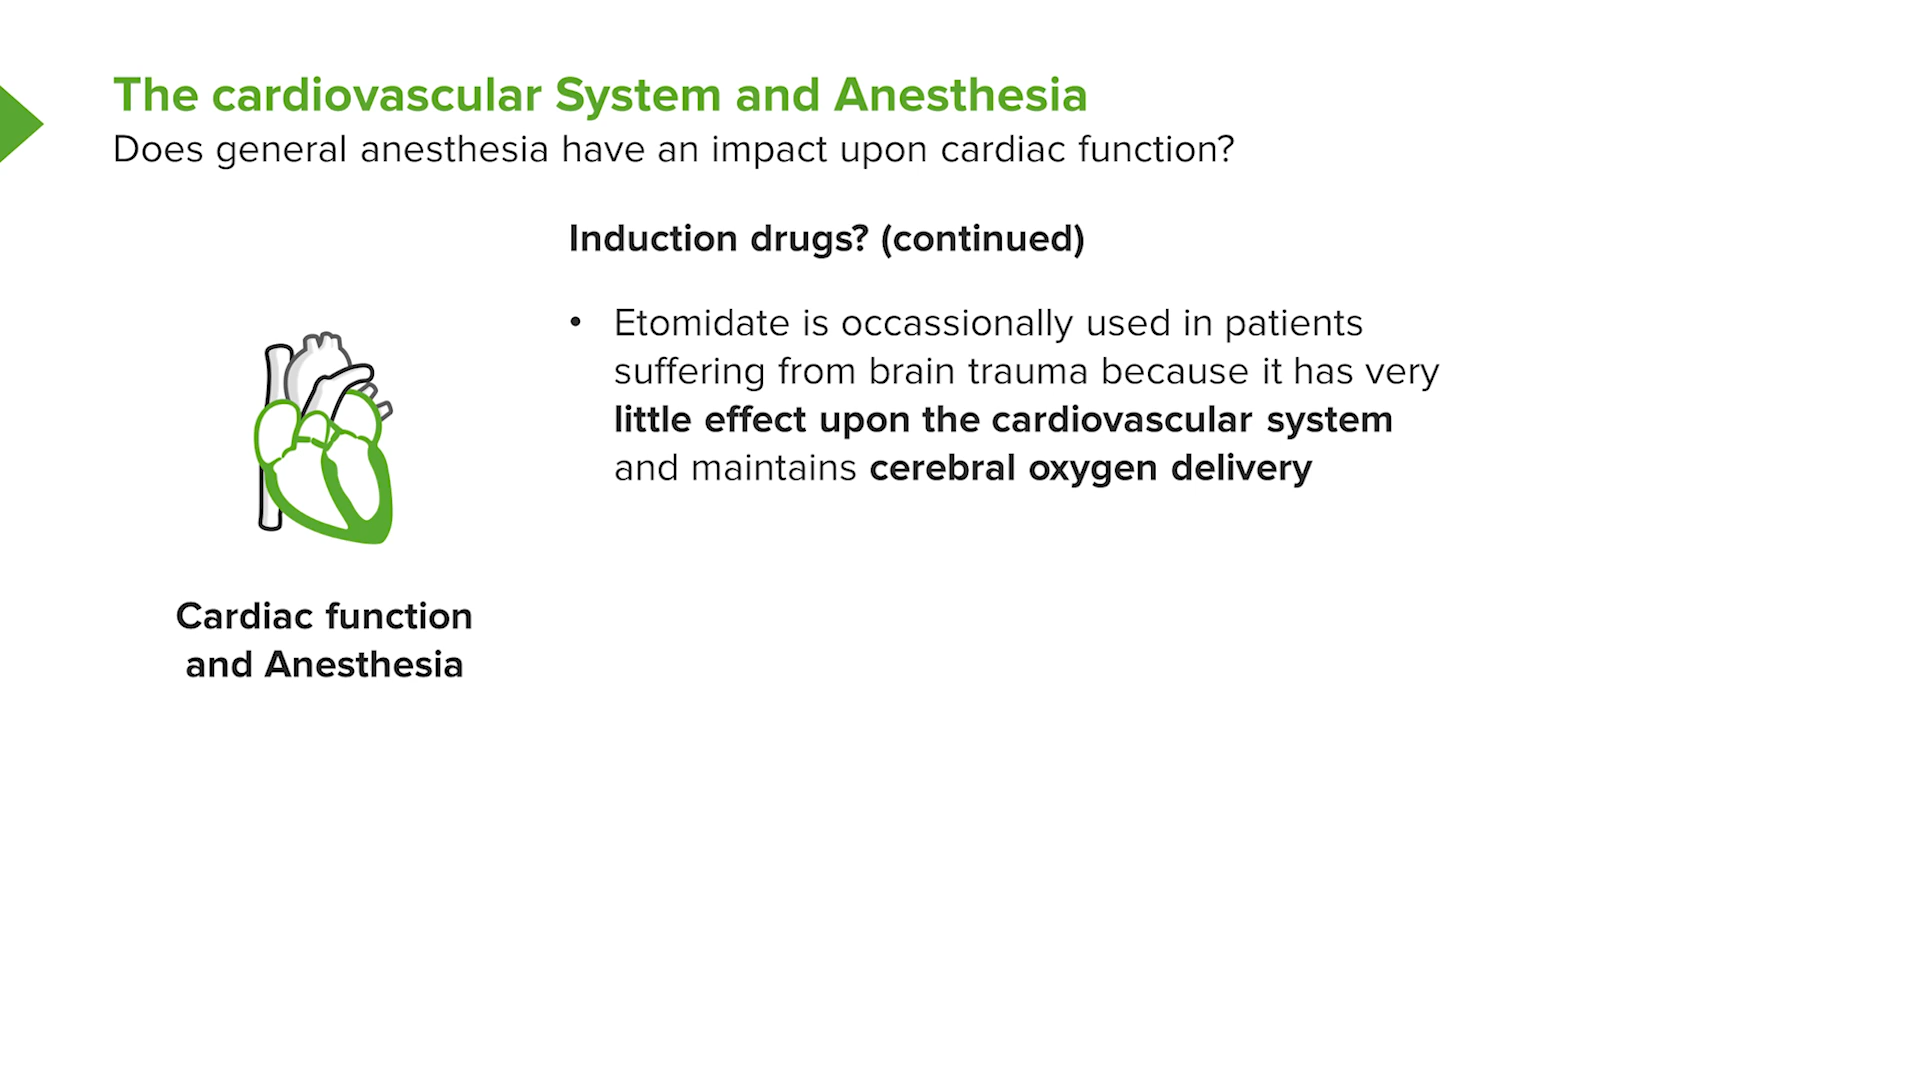 The cardiovascular System and Anesthesia
Does general anesthesia have an impact upon cardiac function?
Induction drugs? (continued)
• Etomidate is occassionally used in patients
suffering from brain trauma because it has very
little effect upon the cardiovascular system
and maintains cerebral oxygen delivery
Cardiac function
and Anesthesia